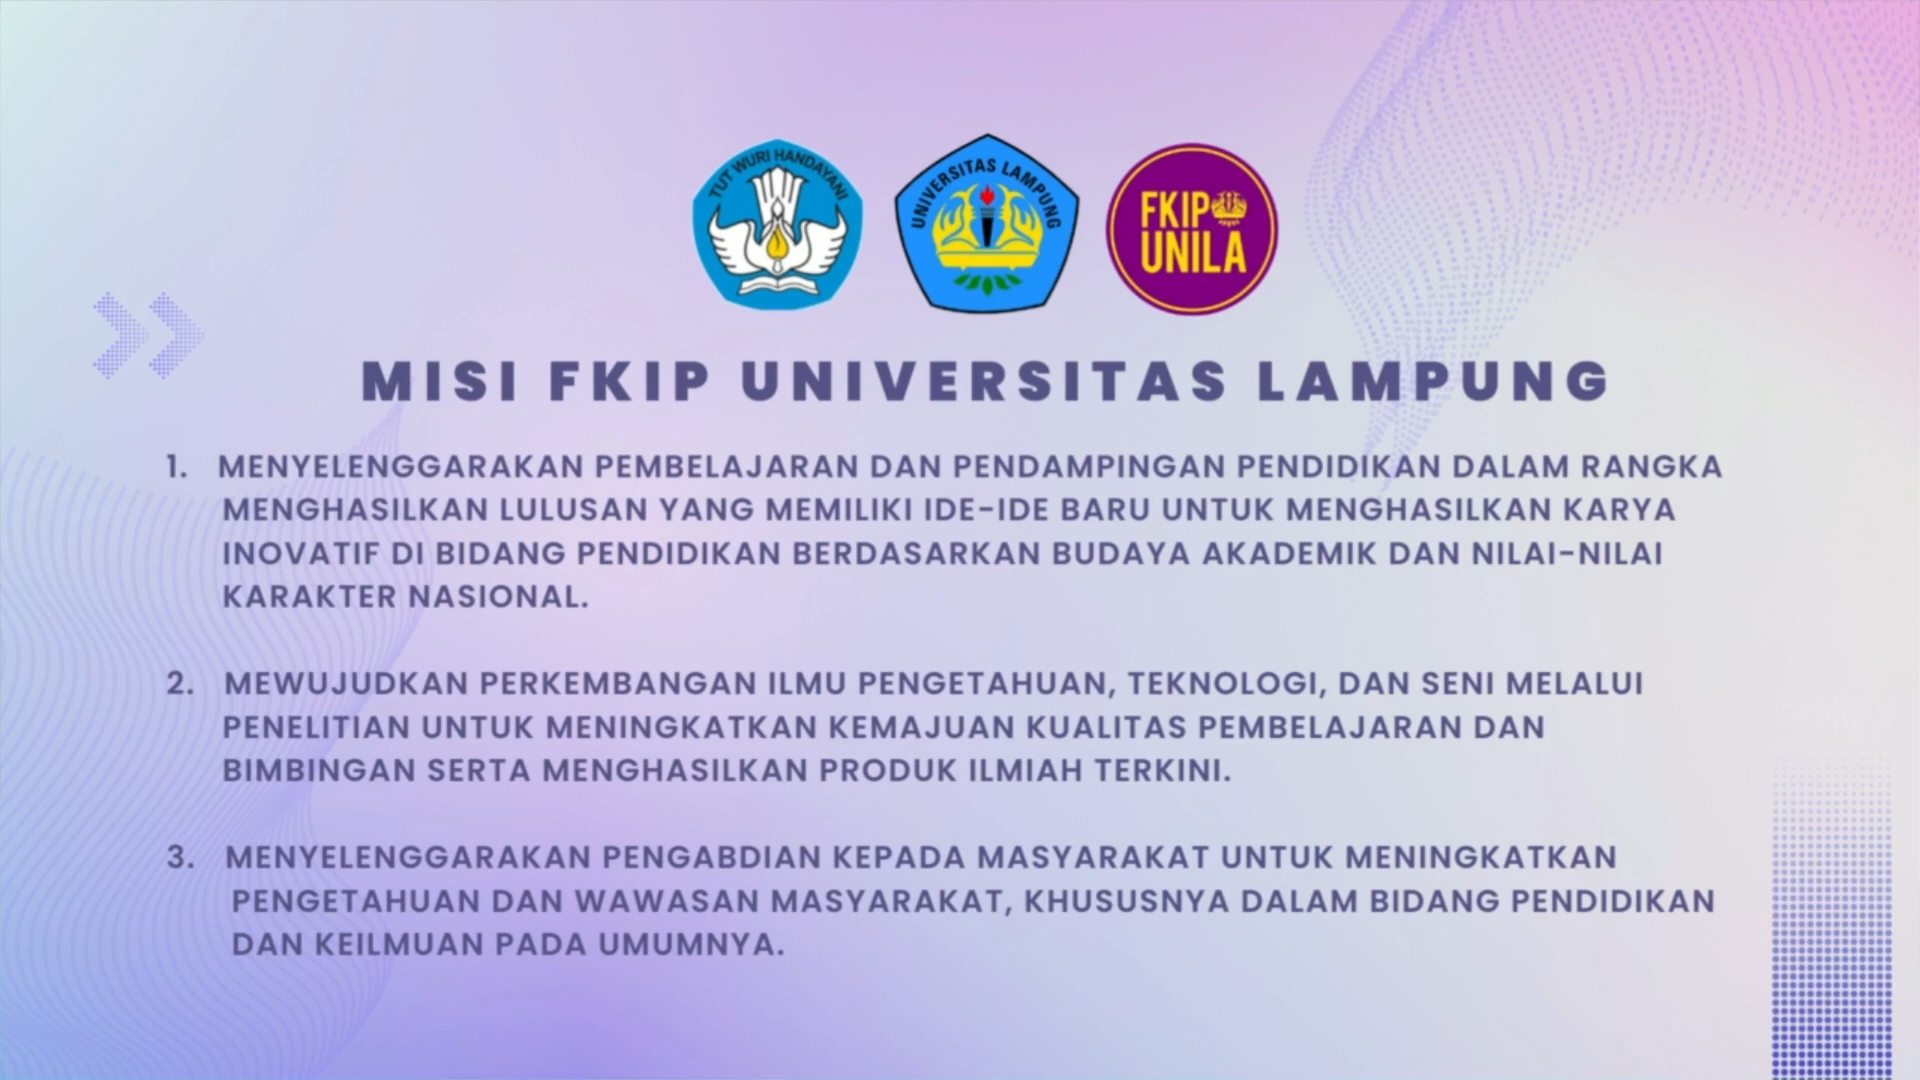 TUT WURI HANDAYANI
UNIVERSITAS LAMPUNG
FKIP
UNILA
MISI FKIP UNIVERSITAS LAMPUNG
1. MENYELENGGARAKAN PEMBELAJARAN DAN PENDAMPINGAN PENDIDIKAN DALAM RANGKA
MENGHASILKAN LULUSAN YANG MEMILIKI IDE-IDE BARU UNTUK MENGHASILKAN KARYA
INOVATIF DI BIDANG PENDIDIKAN BERDASARKAN BUDAYA AKADEMIK DAN NILAI-NILAI
KARAKTER NASIONAL.
2. MEWUJUDKAN PERKEMBANGAN ILMU PENGETAHUAN, TEKNOLOGI, DAN SENI MELALUI
PENELITIAN UNTUK MENINGKATKAN KEMAJUAN KUALITAS PEMBELAJARAN DAN
BIMBINGAN SERTA MENGHASILKAN PRODUK ILMIAH TERKINI.
3. MENYELENGGARAKAN PENGABDIAN KEPADA MASYARAKAT UNTUK MENINGKATKAN
PENGETAHUAN DAN WAWASAN MASYARAKAT, KHUSUSNYA DALAM BIDANG PENDIDIKAN
DAN KEILMUAN PADA UMUMNYA.